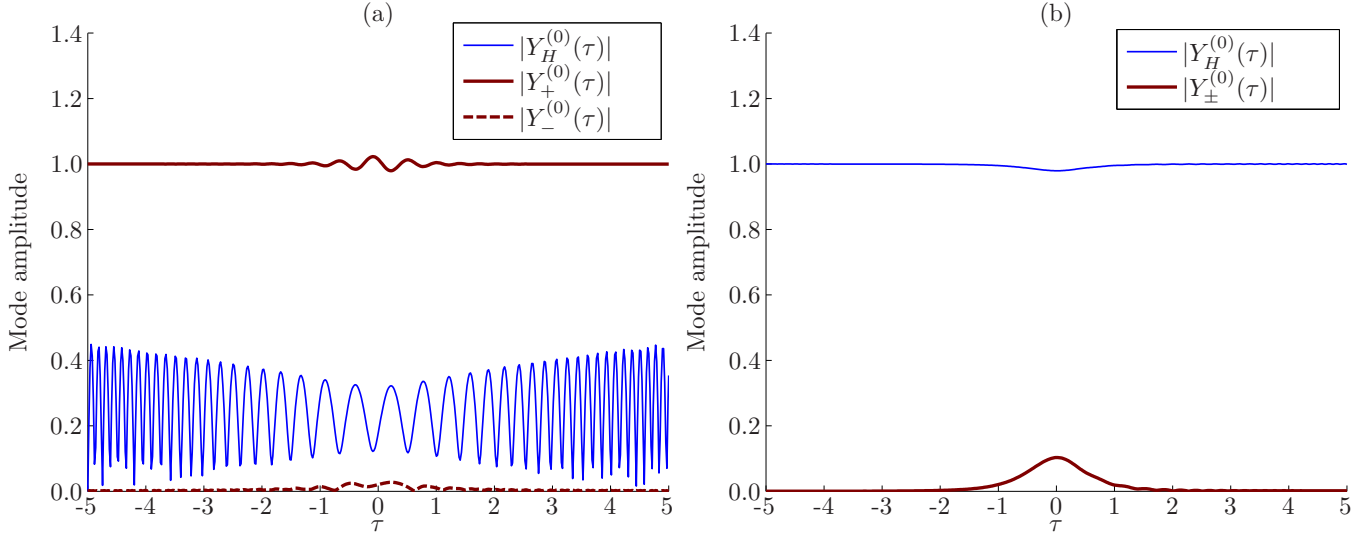 (a)
|Y_H^{(0)}(τ)|
|Y_+^{(0)}(τ)|
|Y_-^{(0)}(τ)|
Mode amplitude
1.4
1.2
1.0
0.8
0.6
0.4
0.2
0.0
-5 -4 -3 -2 -1 0 1 2 3 4 5
τ
(b)
|Y_H^{(0)}(τ)|
|Y_±^{(0)}(τ)|
Mode amplitude
1.4
1.2
1.0
0.8
0.6
0.4
0.2
0.0
-5 -4 -3 -2 -1 0 1 2 3 4 5
τ